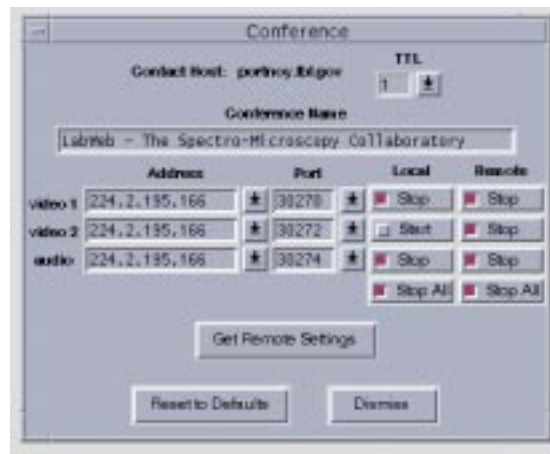 Conference
TTL
Contact Host: portnoy.lbl.gov
1
Conference Name
LabWeb - The Spectro-Microscopy Collaboratory
Address Port Local Remote
video 1 224.2.195.166 30270 Stop Stop
video 2 224.2.195.166 30272 Start Stop
audio 224.2.195.166 30274 Stop Stop
Stop All Stop All
Get Remote Settings
Reset to Defaults Dismiss